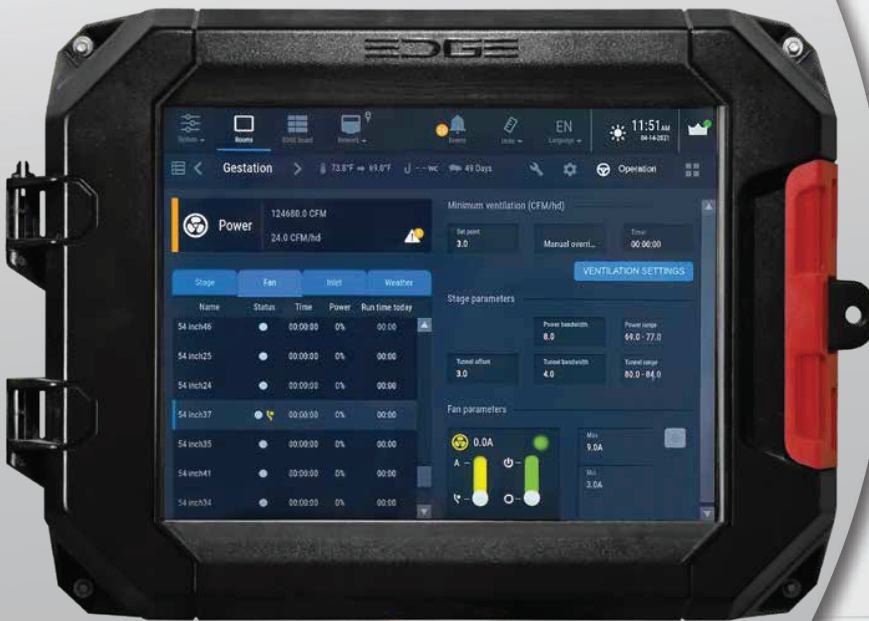 EDGE
System Rooms EDGE board Network Events Units EN Language 11:51 AM 04-14-2021
Gestation 73.8°F 69.0°F --wc 49 Days Operation
Power
124680.0 CFM
24.0 CFM/hd
Minimum ventilation (CFM/hd)
Set point
3.0
Manual overri...
Timer
00:00:00
VENTILATION SETTINGS
Stage Fan Inlet Weather
Name Status Time Power Run time today
54 inch46 00:00:00 0% 00:00
54 inch25 00:00:00 0% 00:00
54 inch24 00:00:00 0% 00:00
54 inch37 00:00:00 0% 00:00
54 inch35 00:00:00 0% 00:00
54 inch41 00:00:00 0% 00:00
54 inch34 00:00:00 0% 00:00
Stage parameters
Power bandwidth
8.0
Power range
69.0 - 77.0
Tunnel offset
3.0
Tunnel bandwidth
4.0
Tunnel range
80.0 - 84.0
Fan parameters
0.0A
A
Max
9.0A
Min
3.0A